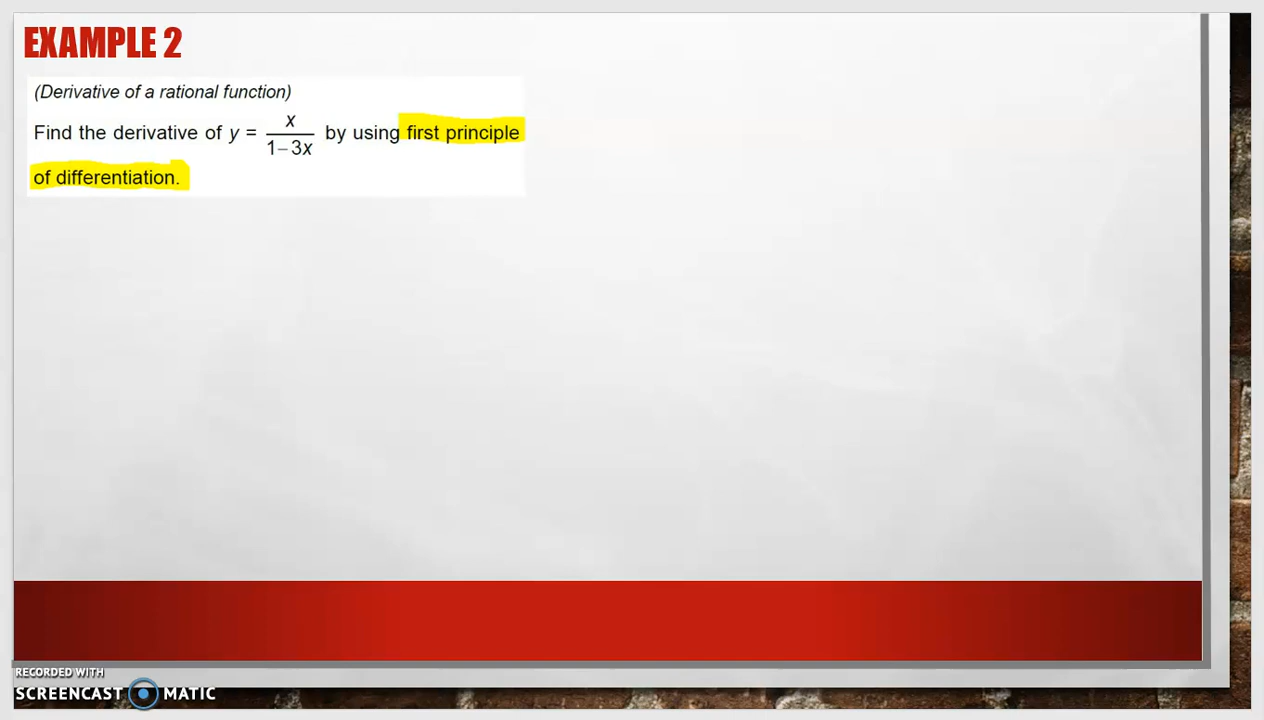 EXAMPLE 2
(Derivative of a rational function)
Find the derivative of y = x / 1–3x by using first principle
of differentiation.
RECORDED WITH
SCREENCAST MATIC